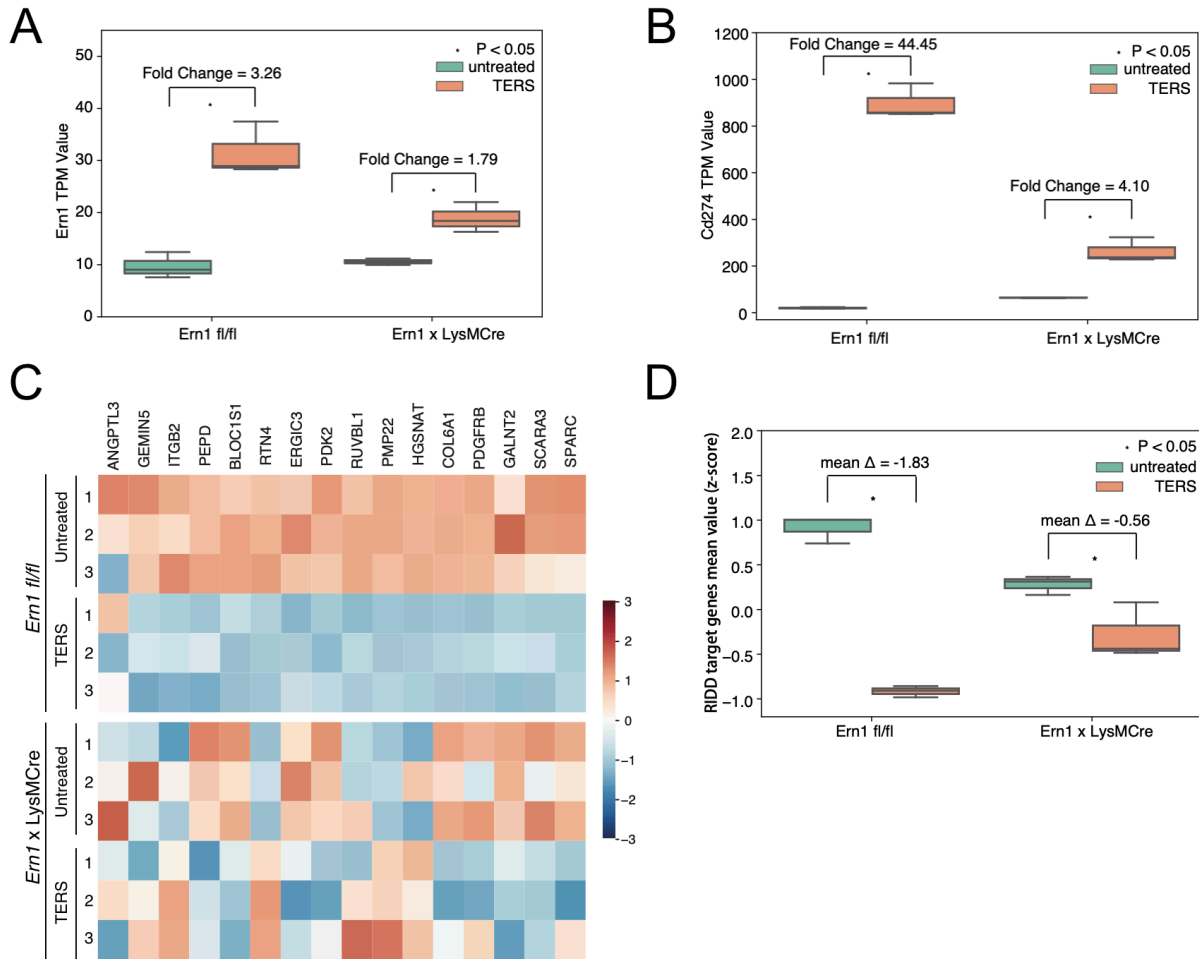 A
Ern1 TPM Value
50
40
30
20
10
0
Fold Change = 3.26
* P < 0.05
untreated
TERS
*
Fold Change = 1.79
*
Ern1 fl/fl
Ern1 x LysMCre
B
Cd274 TPM Value
1200
1000
800
600
400
200
0
Fold Change = 44.45
* P < 0.05
untreated
TERS
*
Fold Change = 4.10
*
Ern1 fl/fl
Ern1 x LysMCre
C
ANGPTL3
GEMIN5
ITGB2
PEPD
BLOC1S1
RTN4
ERGIC3
PDK2
RUVBL1
PMP22
HGSNAT
COL6A1
PDGFRB
GALNT2
SCARA3
SPARC
Ern1 fl/fl
Untreated
1
2
3
TERS
1
2
3
Ern1 x LysMCre
Untreated
1
2
3
TERS
1
2
3
3
2
1
0
−1
−2
−3
D
RIDD target genes mean value (z-score)
2.0
1.5
1.0
0.5
0.0
−0.5
−1.0
* P < 0.05
untreated
TERS
mean Δ = -1.83
*
mean Δ = -0.56
*
Ern1 fl/fl
Ern1 x LysMCre